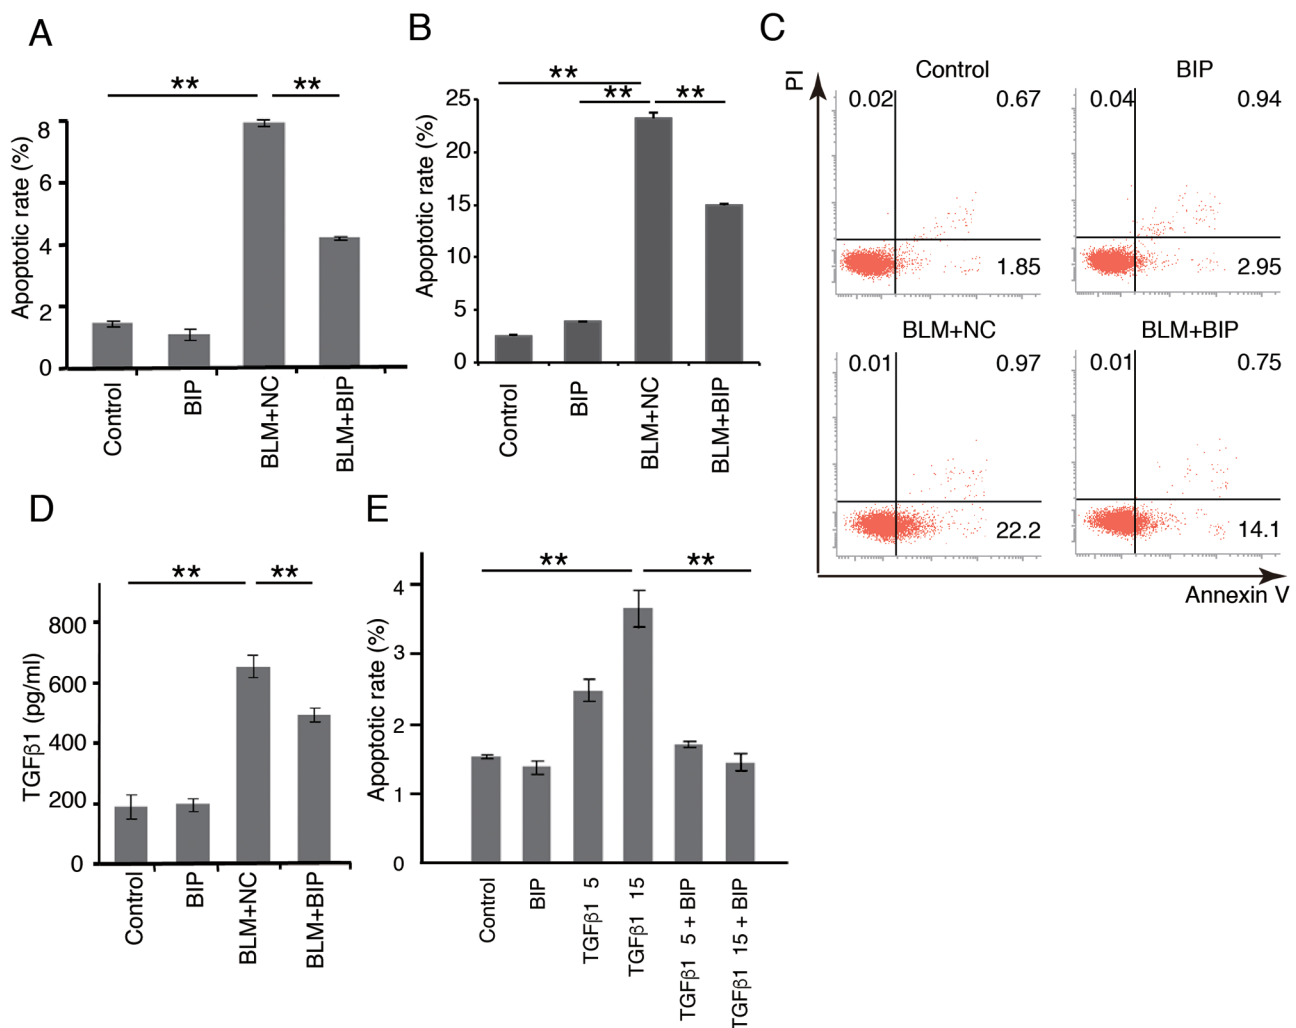 A
**
**
Apoptotic rate (%)
8
6
4
2
0
Control
BIP
BLM+NC
BLM+BIP
B
**
**
**
Apoptotic rate (%)
25
20
15
10
5
0
Control
BIP
BLM+NC
BLM+BIP
C
PI
Control
0.02
0.67
1.85
BIP
0.04
0.94
2.95
BLM+NC
0.01
0.97
22.2
BLM+BIP
0.01
0.75
14.1
Annexin V
D
**
**
TGFβ1 (pg/ml)
800
600
400
200
0
Control
BIP
BLM+NC
BLM+BIP
E
**
**
Apoptotic rate (%)
4
3
2
1
0
Control
BIP
TGFβ1 5
TGFβ1 15
TGFβ1 5 + BIP
TGFβ1 15 + BIP